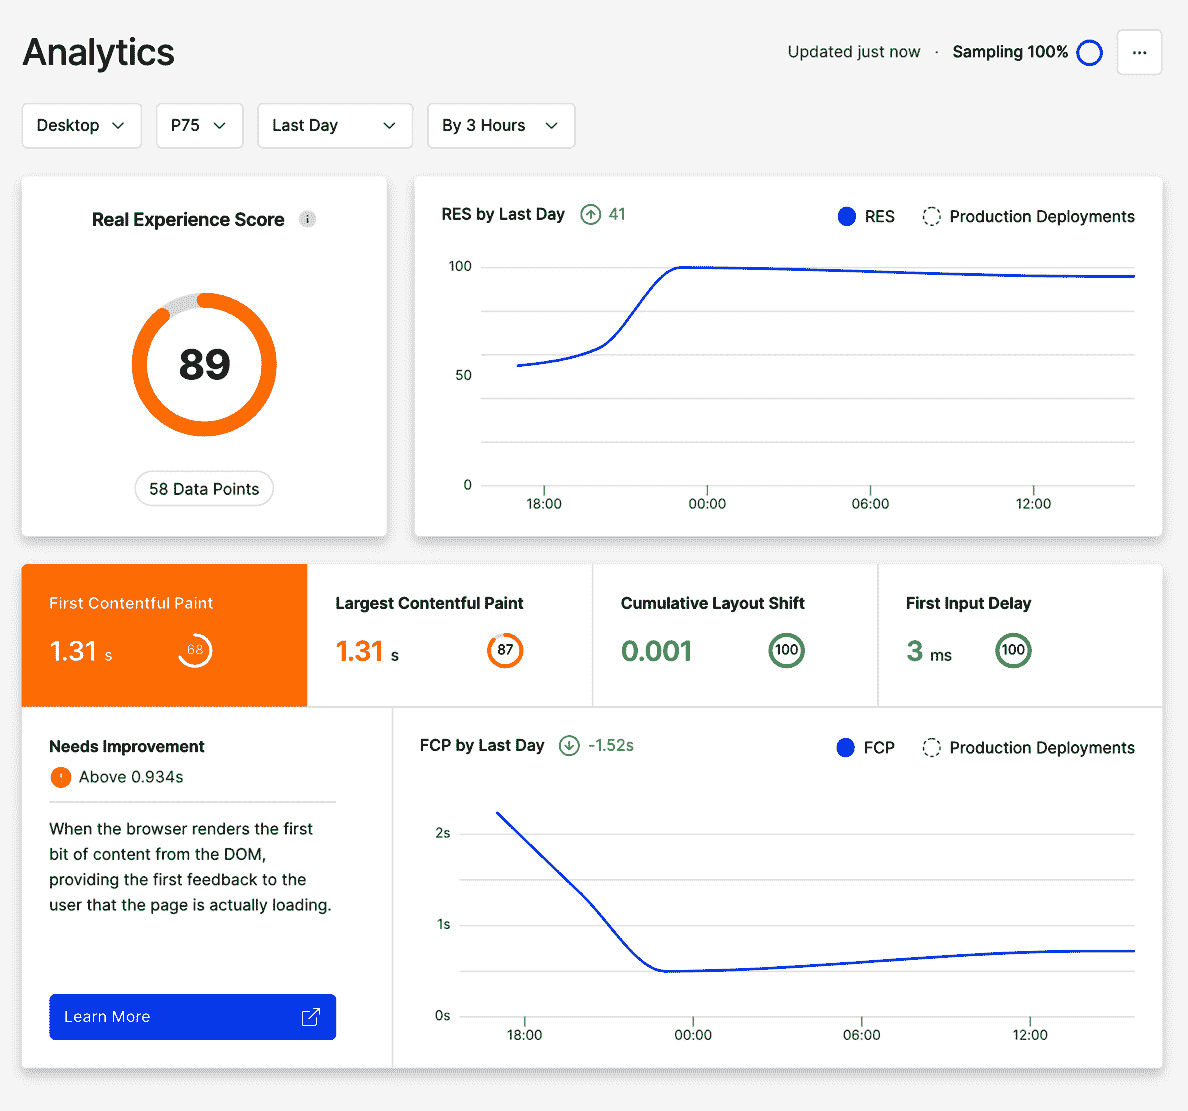 Analytics
Updated just now · Sampling 100%
Desktop
P75
Last Day
By 3 Hours
Real Experience Score i
89
58 Data Points
RES by Last Day 41
RES
Production Deployments
100
50
0
18:00 00:00 06:00 12:00
First Contentful Paint
1.31 s 68
Largest Contentful Paint
1.31 s 87
Cumulative Layout Shift
0.001 100
First Input Delay
3 ms 100
Needs Improvement
Above 0.934s
When the browser renders the first
bit of content from the DOM,
providing the first feedback to the
user that the page is actually loading.
Learn More
FCP by Last Day -1.52s
FCP
Production Deployments
2s
1s
0s
18:00 00:00 06:00 12:00